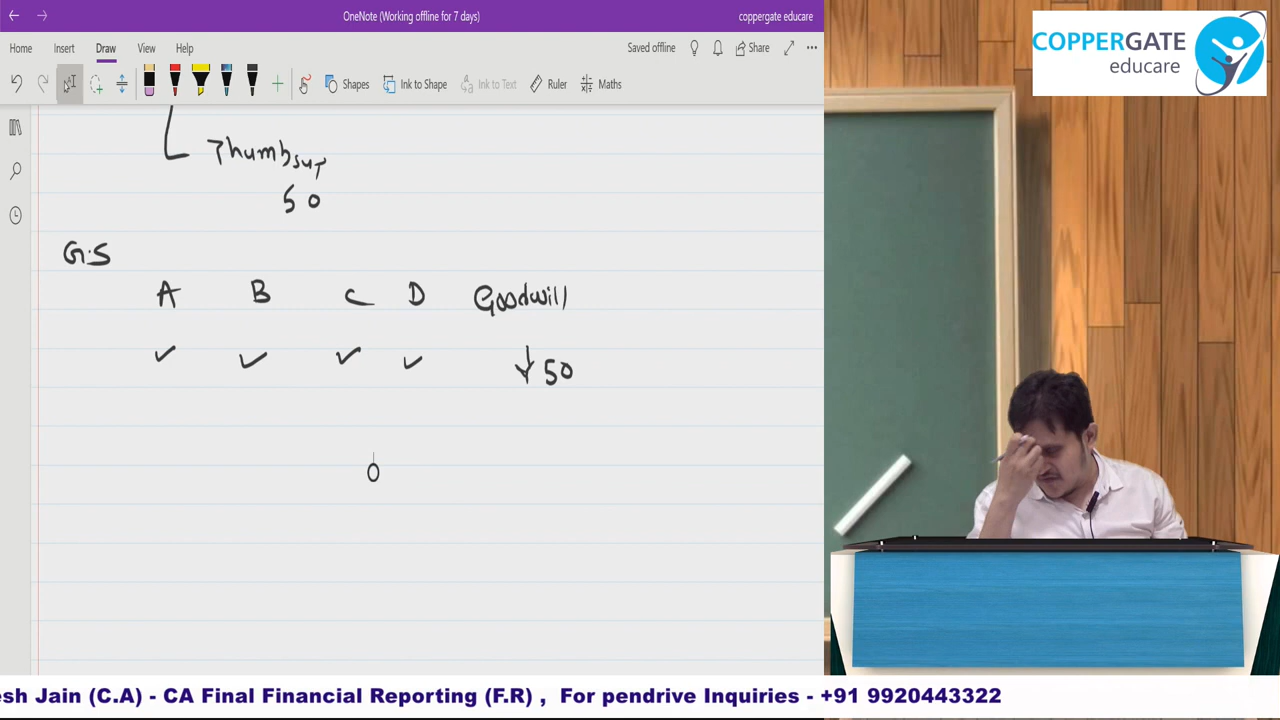 OneNote (Working offline for 7 days)
coppergate educare
Home Insert Draw View Help
Saved offline Share
Shapes Ink to Shape Ink to Text Ruler Maths
COPPERGATE
educare
Thumbsup
50
G.S
A B C D Goodwill
✓ ✓ ✓ ✓ ↓ 50
0
esh Jain (C.A) - CA Final Financial Reporting (F.R) , For pendrive Inquiries - +91 9920443322